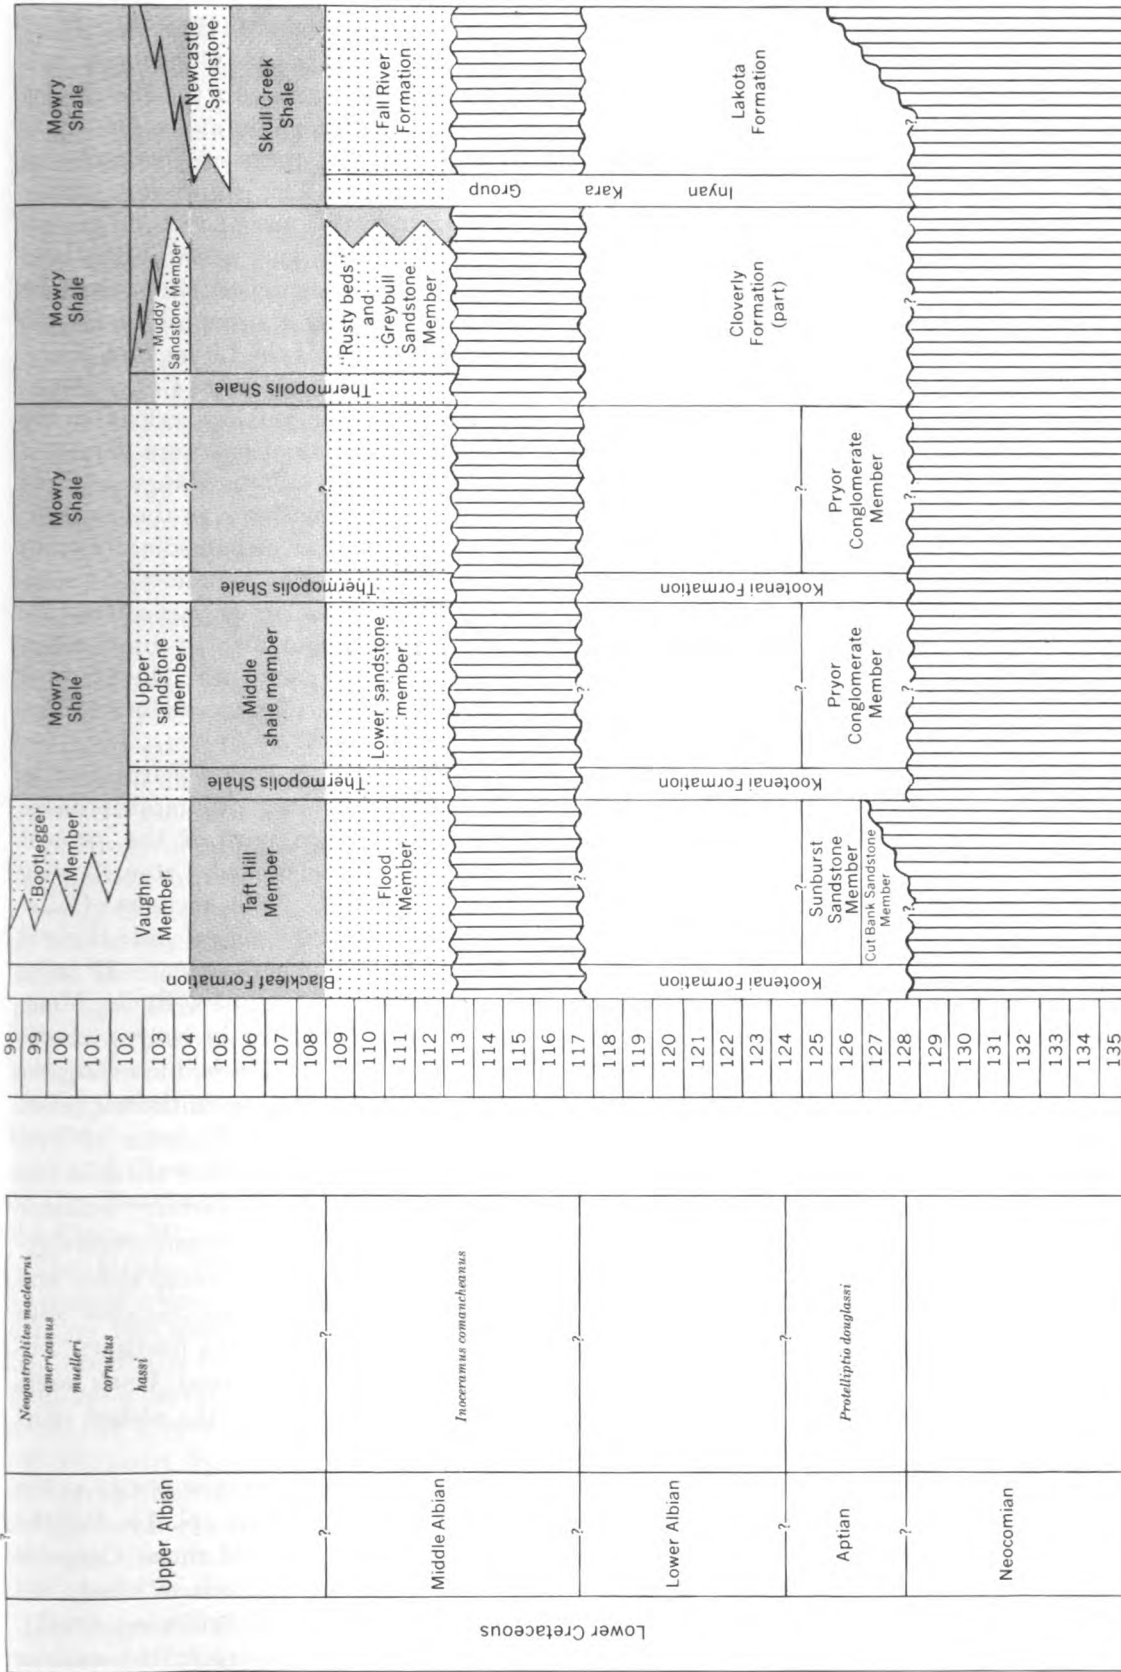 Lower Cretaceous
?
Upper Albian
?
Middle Albian
?
Lower Albian
?
Aptian
?
Neocomian
Neogastroplites maclearni
americanus
muelleri
cornutus
hassi
?
Inoceramus comancheanus
?
?
Protelliptio douglassi
?
98
99
100
101
102
103
104
105
106
107
108
109
110
111
112
113
114
115
116
117
118
119
120
121
122
123
124
125
126
127
128
129
130
131
132
133
134
135
Blackleaf Formation
Bootlegger
Member
Vaughn
Member
Taft Hill
Member
Flood
Member
?
Kootenai Formation
?
Sunburst
Sandstone
Member
Cut Bank Sandstone
Member
?
Mowry
Shale
Thermopolis Shale
Upper
sandstone
member
Middle
shale member
Lower sandstone
member
?
Kootenai Formation
?
Pryor
Conglomerate
Member
?
Mowry
Shale
Thermopolis Shale
?
?
Kootenai Formation
?
Pryor
Conglomerate
Member
?
Mowry
Shale
Thermopolis Shale
Muddy
Sandstone Member
"Rusty beds"
and
Greybull
Sandstone
Member
Cloverly
Formation
(part)
?
Mowry
Shale
Newcastle
Sandstone
Skull Creek
Shale
Fall River
Formation
Inyan Kara Group
Lakota
Formation
?